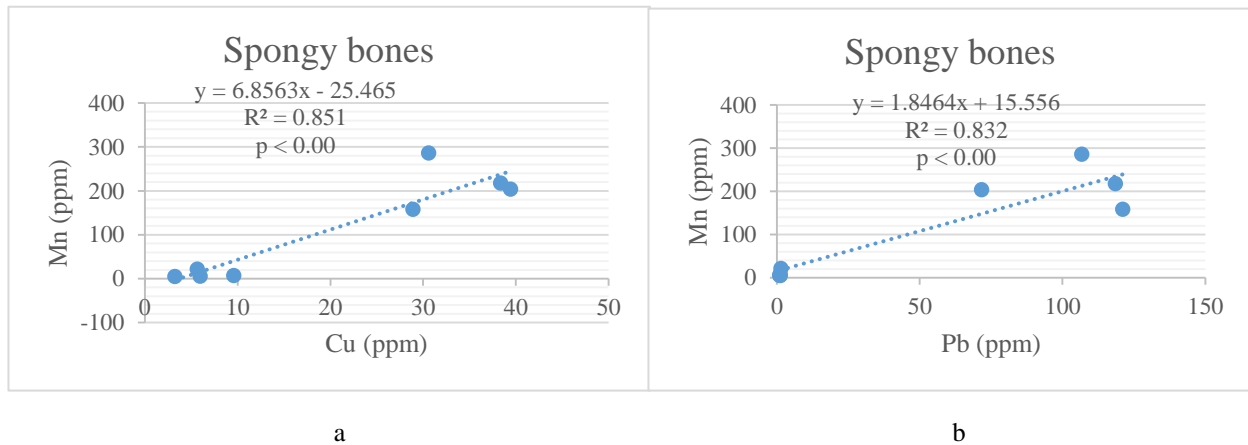 Spongy bones
y = 6.8563x - 25.465
R² = 0.851
p < 0.00
400
300
200
100
0
-100
0 10 20 30 40 50
Mn (ppm)
Cu (ppm)
a
Spongy bones
y = 1.8464x + 15.556
R² = 0.832
p < 0.00
400
300
200
100
0
0 50 100 150
Mn (ppm)
Pb (ppm)
b